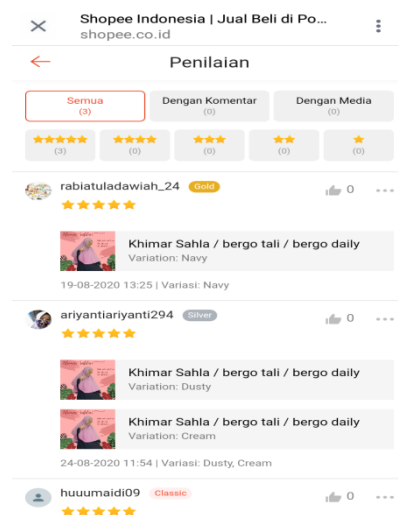 Shopee Indonesia | Jual Beli di Po...
shopee.co.id
Penilaian
Semua
(3)
Dengan Komentar
(0)
Dengan Media
(0)
(3)
(0)
(0)
(0)
(0)
rabiatuladawiah_24 Gold
0
Khimar Sahla / bergo tali / bergo daily
Variation: Navy
19-08-2020 13:25 | Variasi: Navy
ariyantiariyanti294 Silver
0
Khimar Sahla / bergo tali / bergo daily
Variation: Dusty
Khimar Sahla / bergo tali / bergo daily
Variation: Cream
24-08-2020 11:54 | Variasi: Dusty, Cream
huuumaidi09 Classic
0